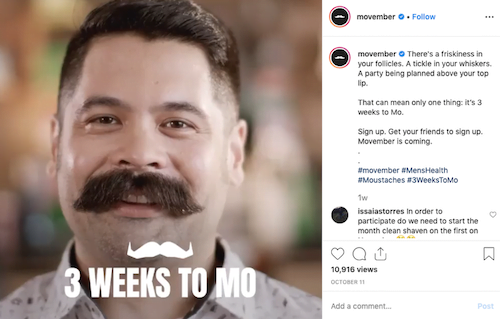 3 WEEKS TO MO
movember • Follow
movember There's a friskiness in
your follicles. A tickle in your whiskers.
A party being planned above your top
lip.
That can mean only one thing: it's 3
weeks to Mo.
Sign up. Get your friends to sign up.
Movember is coming.
.
.
#movember #MensHealth
#Moustaches #3WeeksToMo
1w
issaiastorres In order to
participate do we need to start the
month clean shaven on the first on
10,916 views
OCTOBER 11
Add a comment...
Post